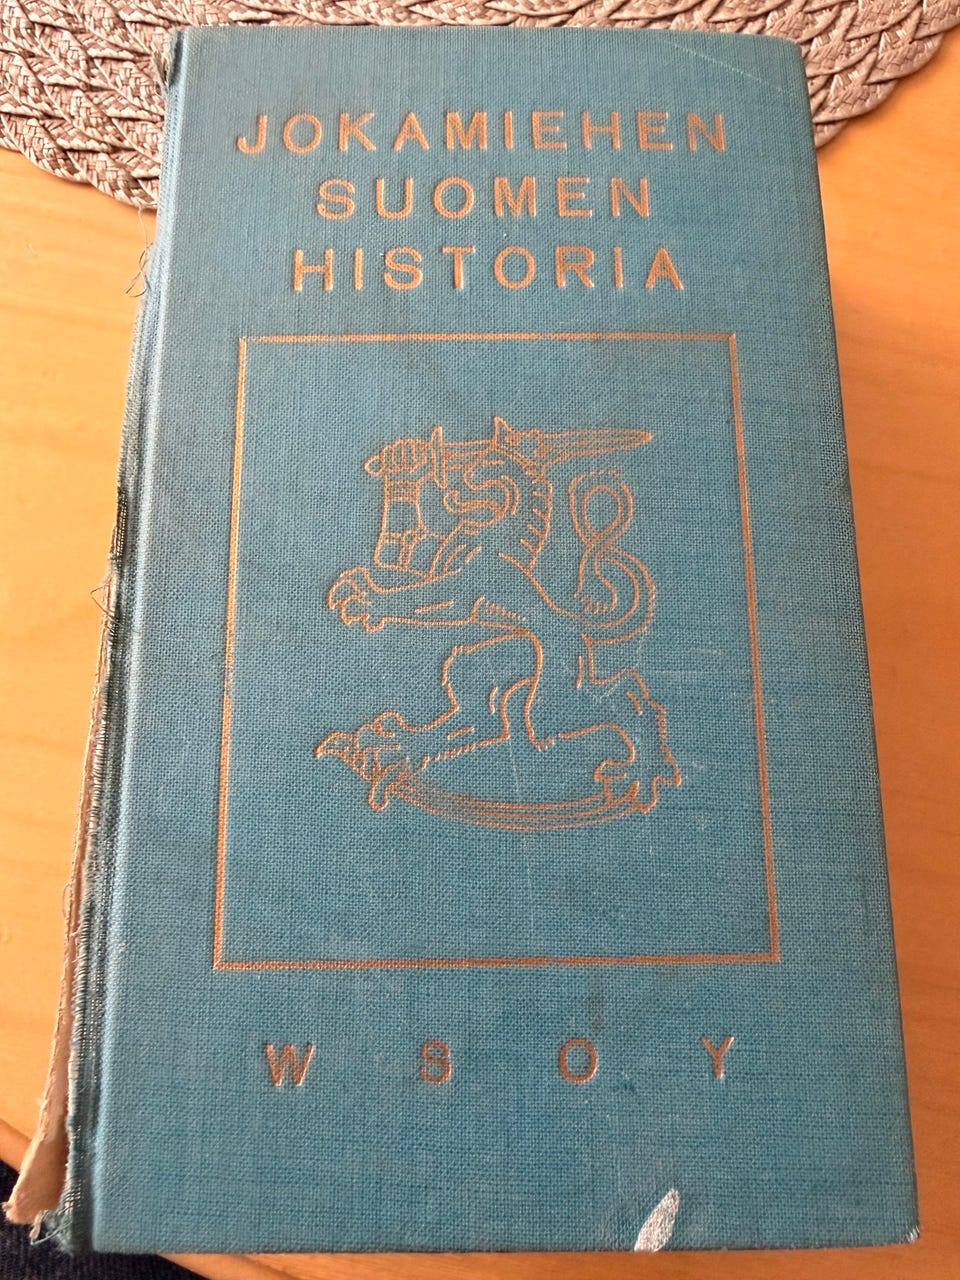 JOKAMIEHEN
SUOMEN
HISTORIA
W S O Y